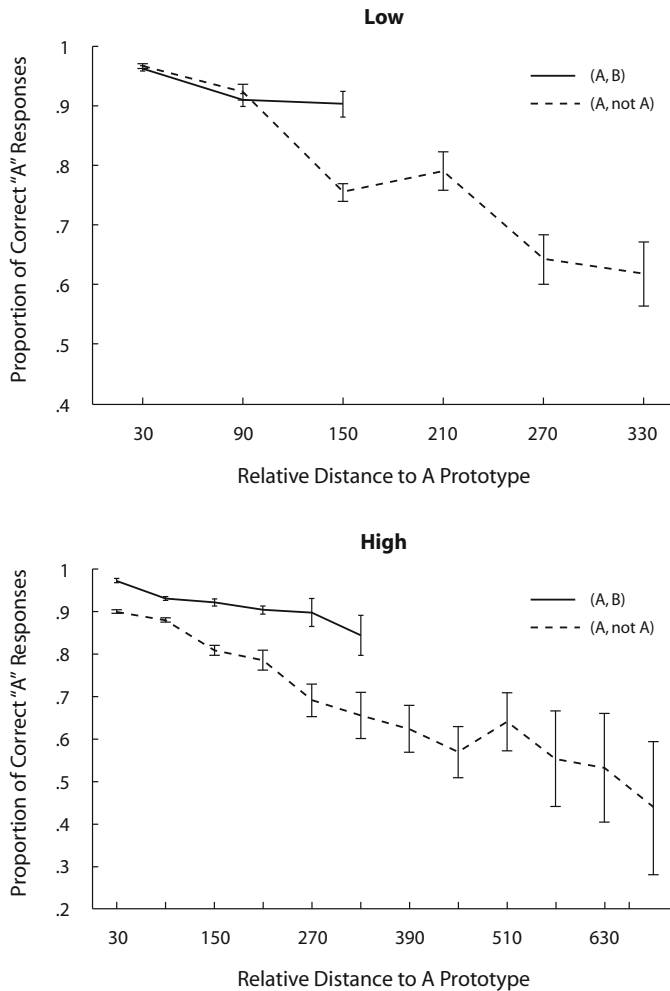 Low
1
.9
.8
.7
.6
.5
.4
Proportion of Correct “A” Responses
(A, B)
(A, not A)
30 90 150 210 270 330
Relative Distance to A Prototype
High
1
.9
.8
.7
.6
.5
.4
.3
.2
Proportion of Correct “A” Responses
(A, B)
(A, not A)
30 150 270 390 510 630
Relative Distance to A Prototype